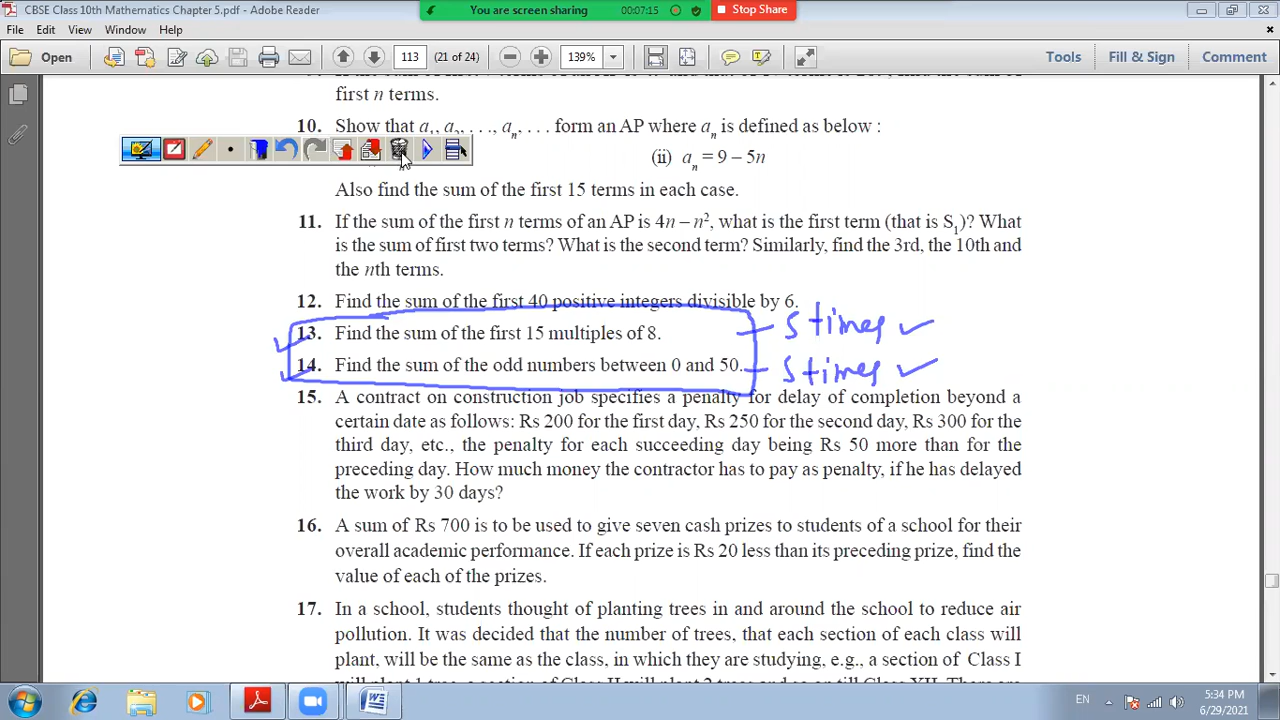 CBSE Class 10th Mathematics Chapter 5.pdf - Adobe Reader
You are screen sharing
00:07:15
Stop Share
File Edit View Window Help
Open
113
(21 of 24)
139%
Tools
Fill & Sign
Comment
first n terms.
10. Show that a1, a2, . . ., an, . . . form an AP where an is defined as below :
(ii) an = 9 – 5n
Also find the sum of the first 15 terms in each case.
11. If the sum of the first n terms of an AP is 4n – n², what is the first term (that is S1)? What
is the sum of first two terms? What is the second term? Similarly, find the 3rd, the 10th and
the nth terms.
12. Find the sum of the first 40 positive integers divisible by 6.
13. Find the sum of the first 15 multiples of 8. – 5 times ✓
14. Find the sum of the odd numbers between 0 and 50. – 5 times ✓
15. A contract on construction job specifies a penalty for delay of completion beyond a
certain date as follows: Rs 200 for the first day, Rs 250 for the second day, Rs 300 for the
third day, etc., the penalty for each succeeding day being Rs 50 more than for the
preceding day. How much money the contractor has to pay as penalty, if he has delayed
the work by 30 days?
16. A sum of Rs 700 is to be used to give seven cash prizes to students of a school for their
overall academic performance. If each prize is Rs 20 less than its preceding prize, find the
value of each of the prizes.
17. In a school, students thought of planting trees in and around the school to reduce air
pollution. It was decided that the number of trees, that each section of each class will
plant, will be the same as the class, in which they are studying, e.g., a section of Class I
EN
5:34 PM
6/29/2021